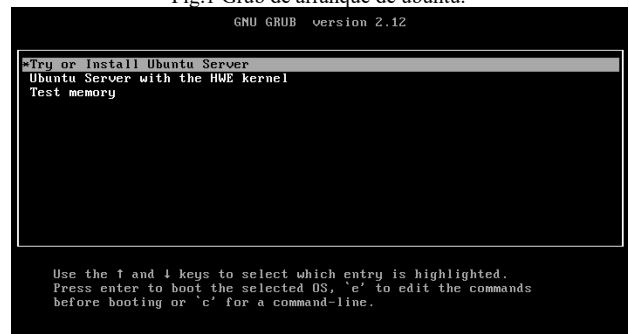 Fig.1 Grub de arranque de ubuntu.
GNU GRUB  version 2.12
*Try or Install Ubuntu Server
Ubuntu Server with the HWE kernel
Test memory
Use the ↑ and ↓ keys to select which entry is highlighted.
Press enter to boot the selected OS, `e' to edit the commands
before booting or `c' for a command-line.